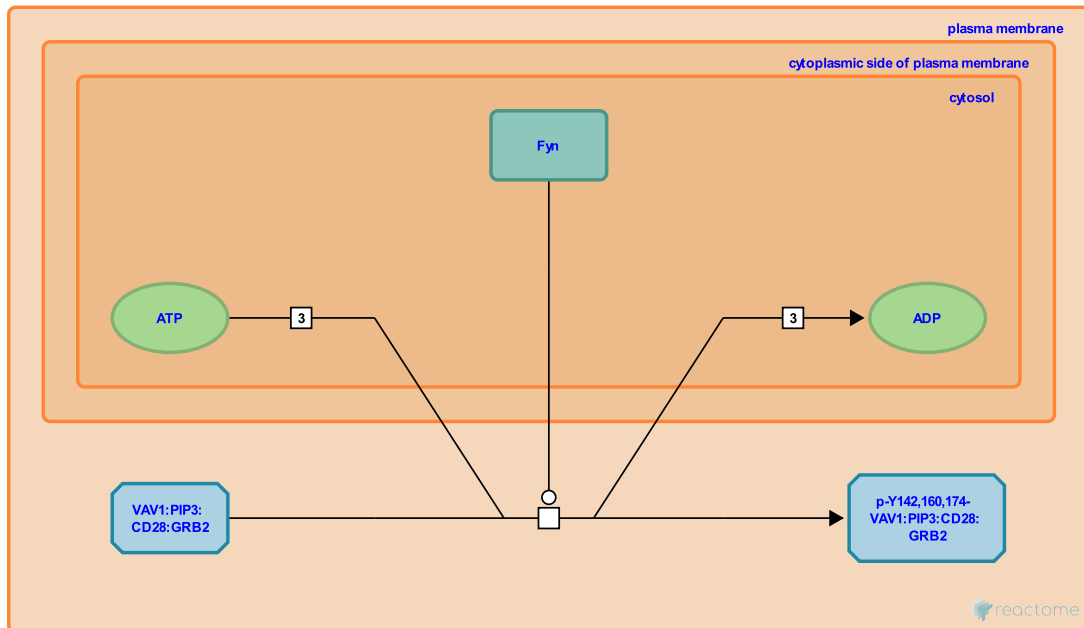 plasma membrane
cytoplasmic side of plasma membrane
cytosol
Fyn
ATP
3
3
ADP
VAV1:PIP3:
CD28:GRB2
p-Y142,160,174-
VAV1:PIP3:CD28:
GRB2
reactome